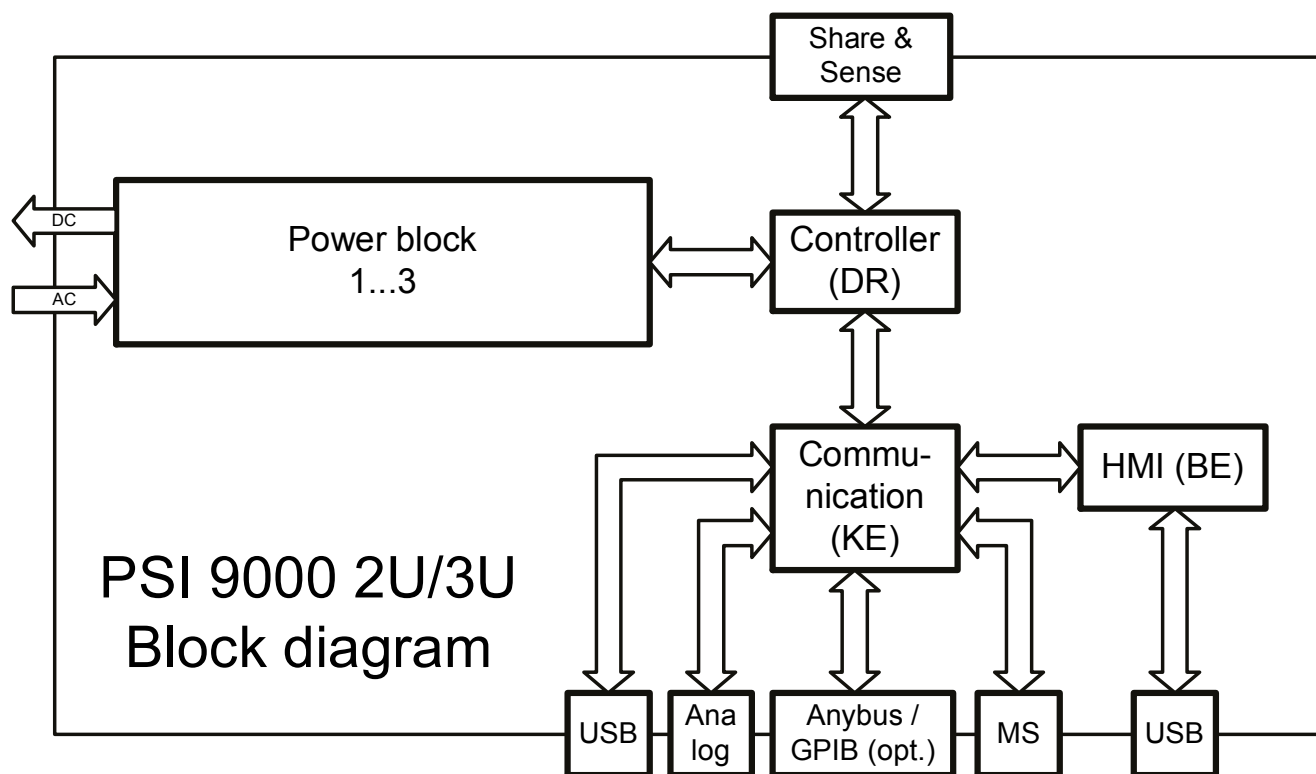 Share &
Sense
DC
AC
Power block
1...3
Controller
(DR)
Commu-
nication
(KE)
HMI (BE)
PSI 9000 2U/3U
Block diagram
USB
Ana
log
Anybus /
GPIB (opt.)
MS
USB